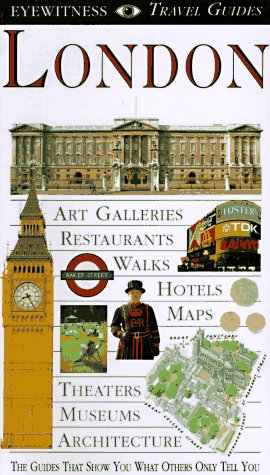 EYEWITNESS TRAVEL GUIDES
LONDON
FOSTERS
TDK
ART GALLERIES
RESTAURANTS
WALKS
BAKER STREET
HOTELS
MAPS
THEATERS
MUSEUMS
ARCHITECTURE
THE GUIDES THAT SHOW YOU WHAT OTHERS ONLY TELL YOU